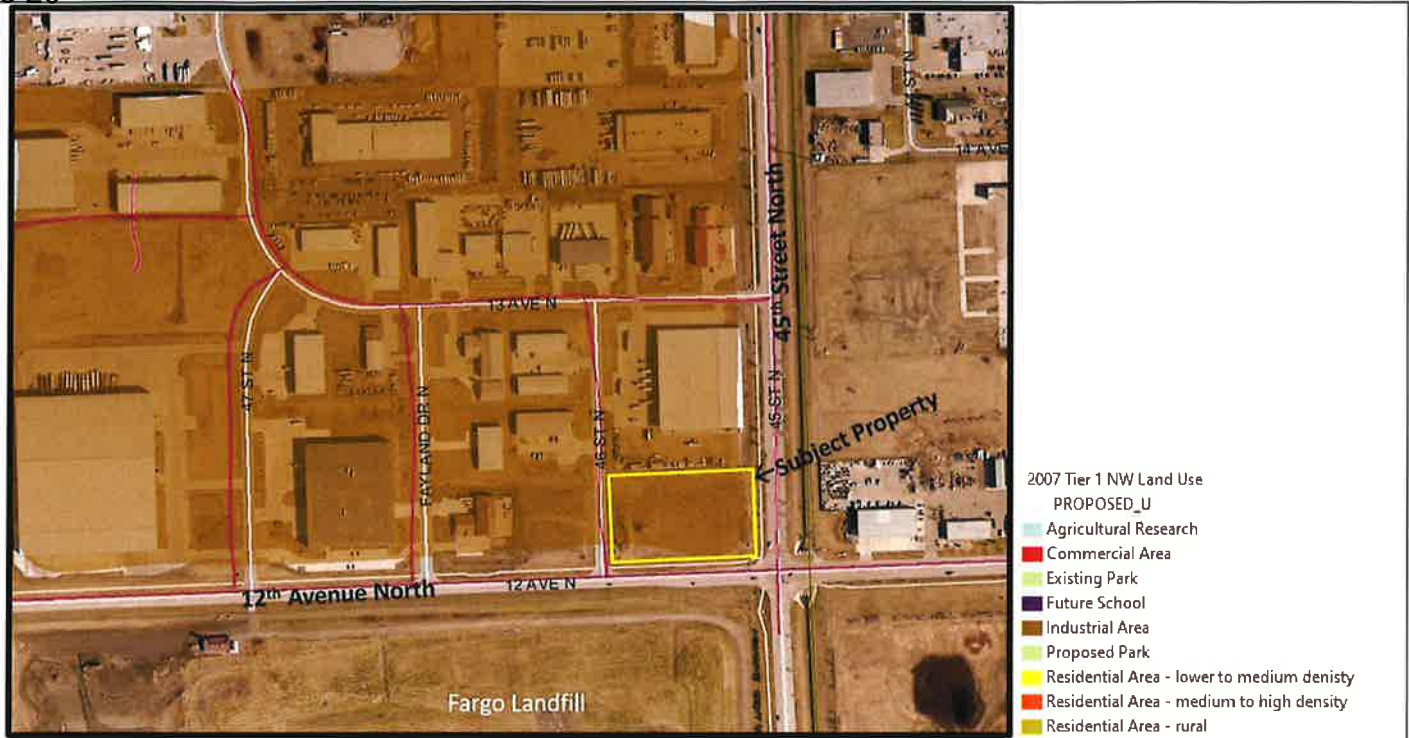 44 ST N
14 AVE
45th Street North
13 AVE N
47 ST N
FAYLAND DR N
46 ST N
45 ST N
←Subject Property
12th Avenue North
12 AVE N
Fargo Landfill
2007 Tier 1 NW Land Use
PROPOSED_U
Agricultural Research
Commercial Area
Existing Park
Future School
Industrial Area
Proposed Park
Residential Area - lower to medium denisty
Residential Area - medium to high density
Residential Area - rural